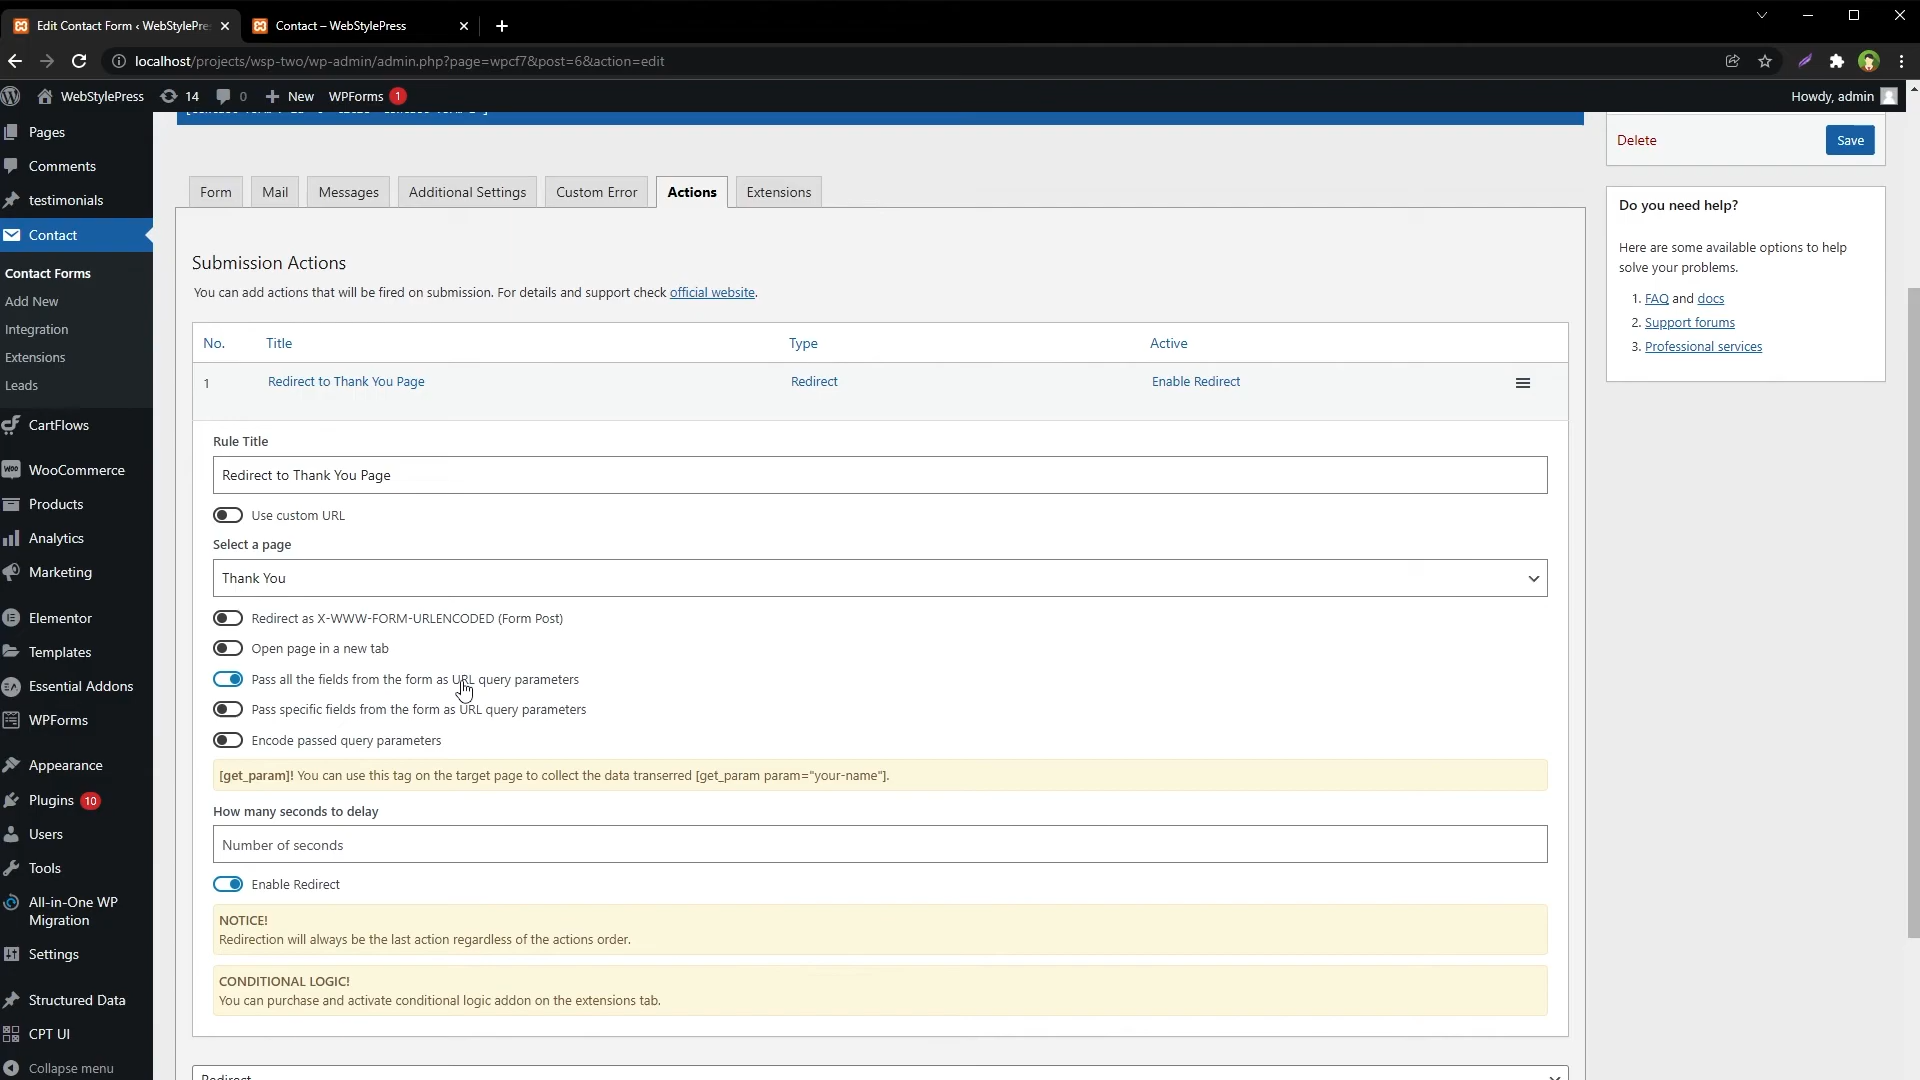 Edit Contact Form ‹ WebStylePre
Contact – WebStylePress
localhost/projects/wsp-two/wp-admin/admin.php?page=wpcf7&post=6&action=edit
WebStylePress
14
0
New
WPForms 1
Howdy, admin
Pages
Comments
testimonials
Contact
Contact Forms
Add New
Integration
Extensions
Leads
CartFlows
WooCommerce
Products
Analytics
Marketing
Elementor
Templates
Essential Addons
WPForms
Appearance
Plugins 10
Users
Tools
All-in-One WP
Migration
Settings
Structured Data
CPT UI
Collapse menu
Form
Mail
Messages
Additional Settings
Custom Error
Actions
Extensions
Submission Actions
You can add actions that will be fired on submission. For details and support check official website.
No. Title Type Active
1 Redirect to Thank You Page Redirect Enable Redirect
Rule Title
Redirect to Thank You Page
Use custom URL
Select a page
Thank You
Redirect as X-WWW-FORM-URLENCODED (Form Post)
Open page in a new tab
Pass all the fields from the form as URL query parameters
Pass specific fields from the form as URL query parameters
Encode passed query parameters
[get_param]! You can use this tag on the target page to collect the data transerred [get_param param="your-name"].
How many seconds to delay
Number of seconds
Enable Redirect
NOTICE!
Redirection will always be the last action regardless of the actions order.
CONDITIONAL LOGIC!
You can purchase and activate conditional logic addon on the extensions tab.
Redirect
Delete
Save
Do you need help?
Here are some available options to help
solve your problems.
1. FAQ and docs
2. Support forums
3. Professional services